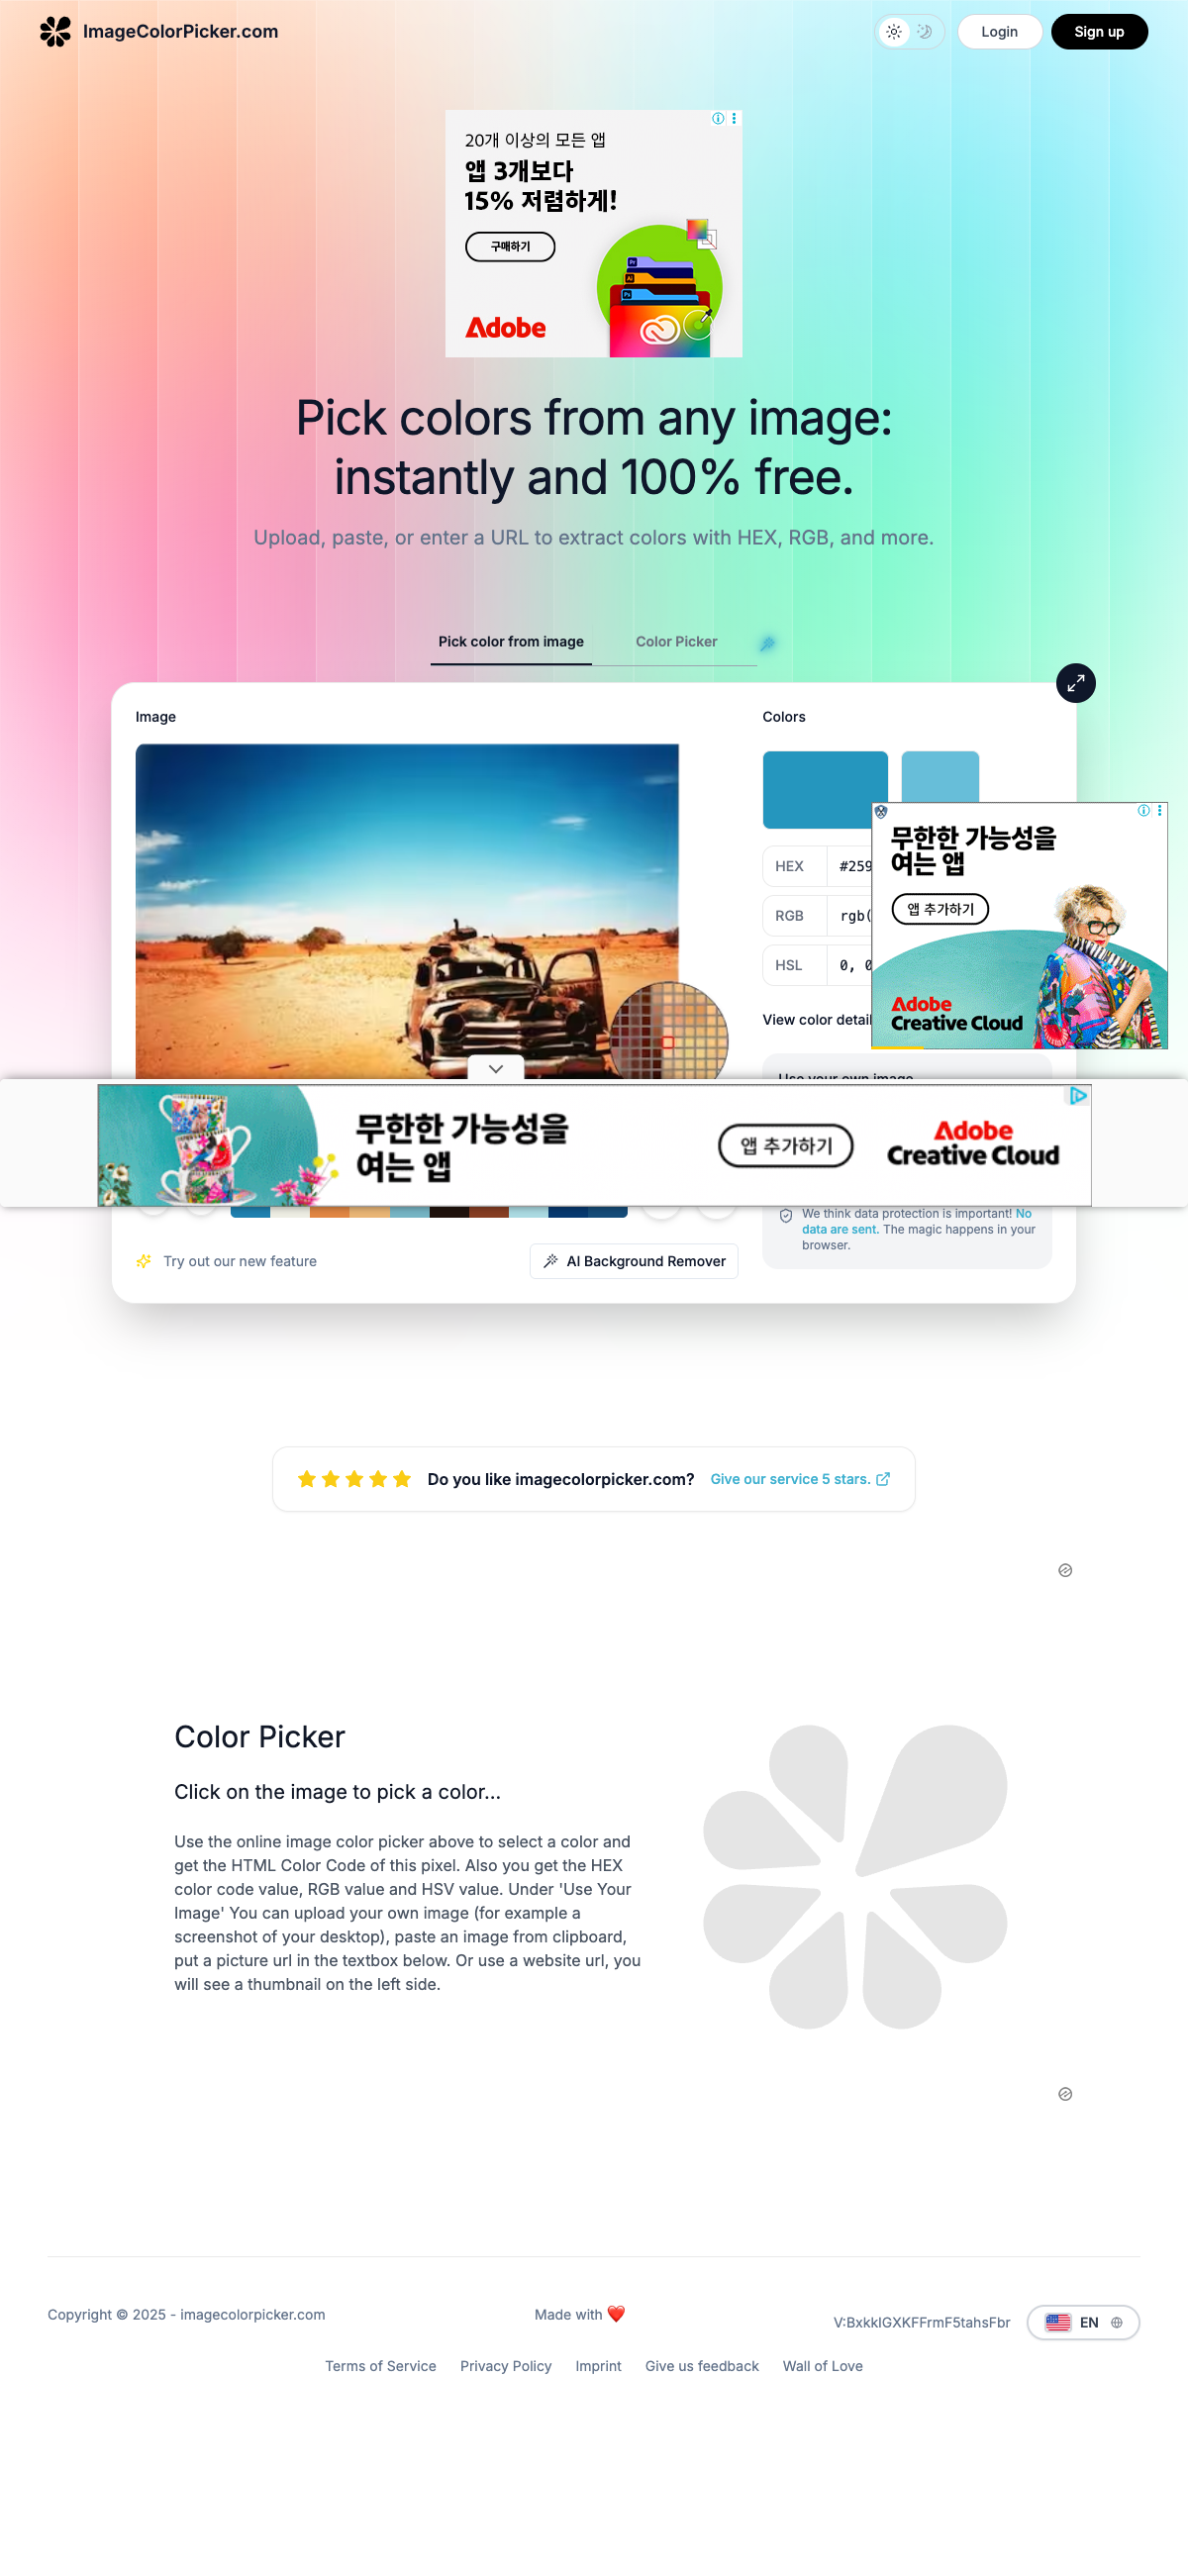 ImageColorPicker.com
Login
Sign up
20개 이상의 모든 앱
앱 3개보다
15% 저렴하게!
구매하기
Adobe
Pick colors from any image:
instantly and 100% free.
Upload, paste, or enter a URL to extract colors with HEX, RGB, and more.
Pick color from image
Color Picker
Image
Colors
HEX
#259
RGB
rgb(
HSL
0,
View color detail
무한한 가능성을
여는 앱
앱 추가하기
Adobe
Creative Cloud
무한한 가능성을
여는 앱
앱 추가하기
Adobe
Creative Cloud
We think data protection is important! No
data are sent. The magic happens in your
browser.
Try out our new feature
AI Background Remover
Do you like imagecolorpicker.com?
Give our service 5 stars.
Color Picker
Click on the image to pick a color...
Use the online image color picker above to select a color and
get the HTML Color Code of this pixel. Also you get the HEX
color code value, RGB value and HSV value. Under 'Use Your
Image' You can upload your own image (for example a
screenshot of your desktop), paste an image from clipboard,
put a picture url in the textbox below. Or use a website url, you
will see a thumbnail on the left side.
Copyright © 2025 - imagecolorpicker.com
Made with ❤️
V:BxkkIGXKFFrmF5tahsFbr
EN
Terms of Service
Privacy Policy
Imprint
Give us feedback
Wall of Love